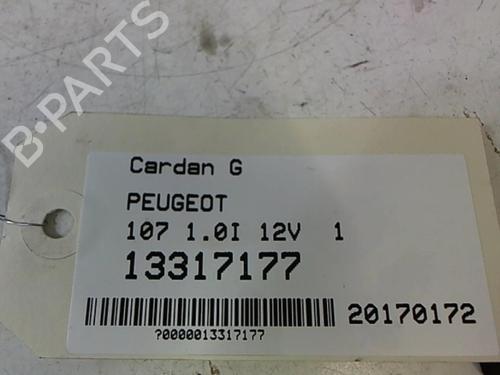 B-PARTS
Cardan G
PEUGEOT
107 1.0I 12V 1
13317177
20170172
?0000013317177